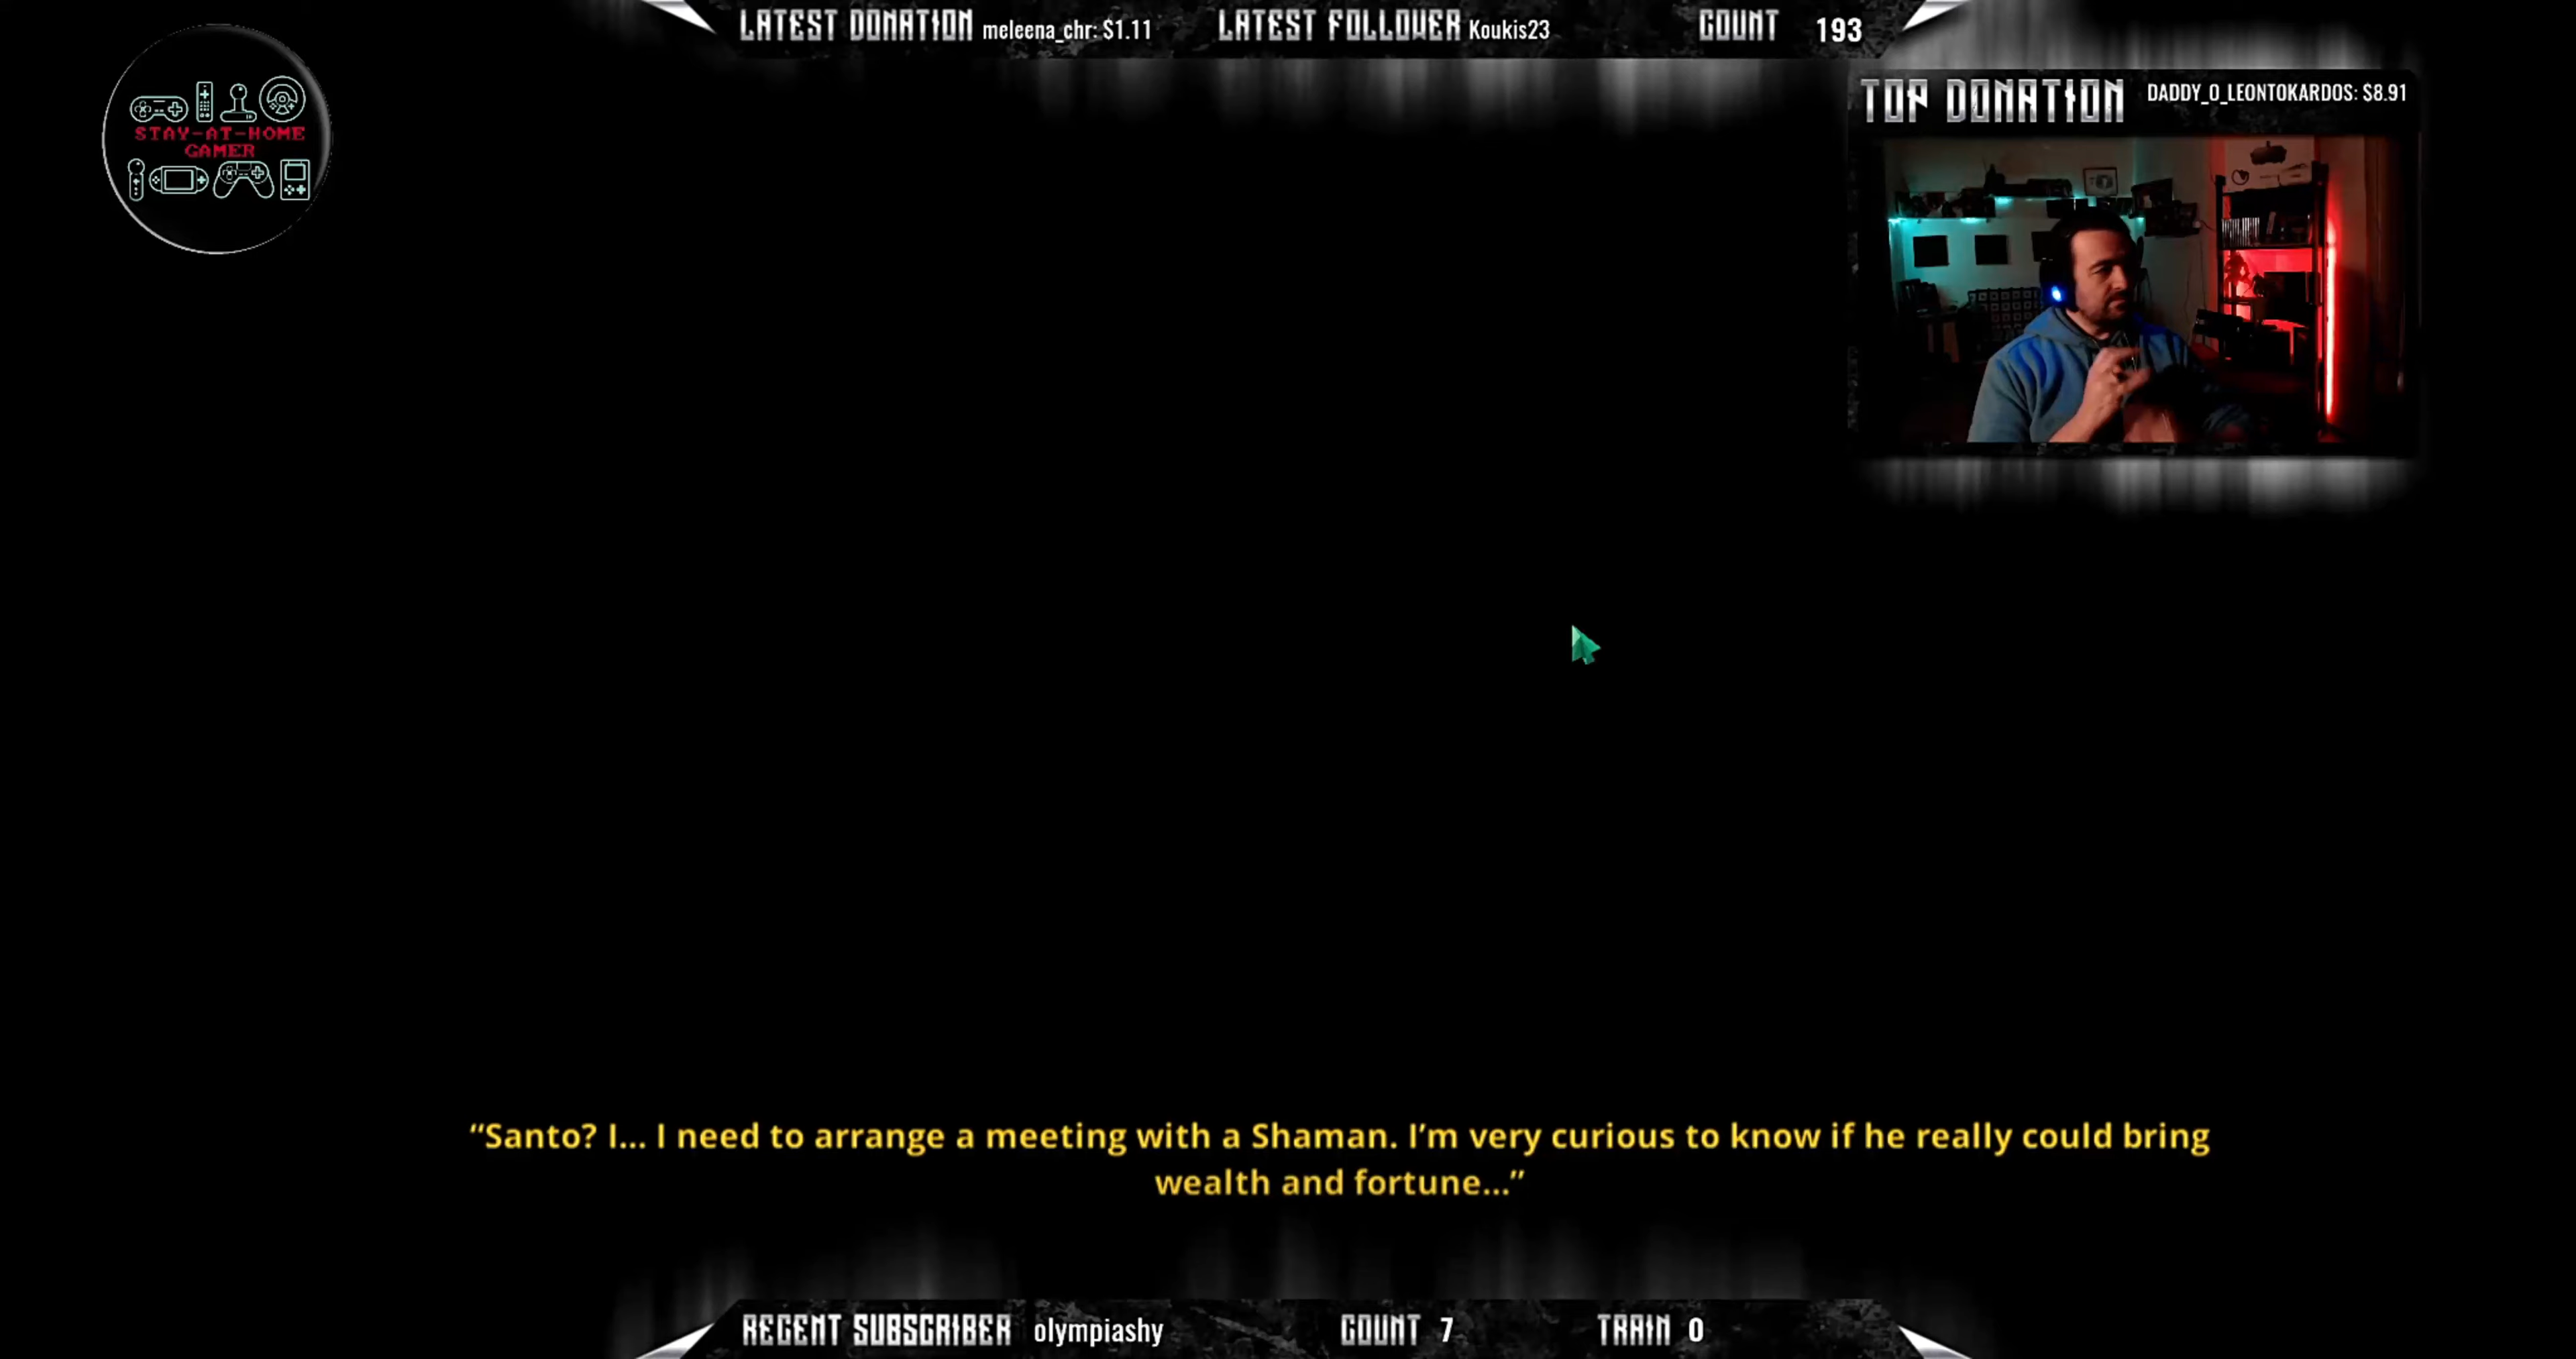 LATEST DONATION meleena_chr: $1.11 LATEST FOLLOWER Koukis23 COUNT 193
STAY-AT-HOME
GAMER
TOP DONATION DADDY_O_LEONTOKARDOS: $8.91
“Santo? I... I need to arrange a meeting with a Shaman. I’m very curious to know if he really could bring
wealth and fortune...”
RECENT SUBSCRIBER olympiashy COUNT 7 TRAIN 0